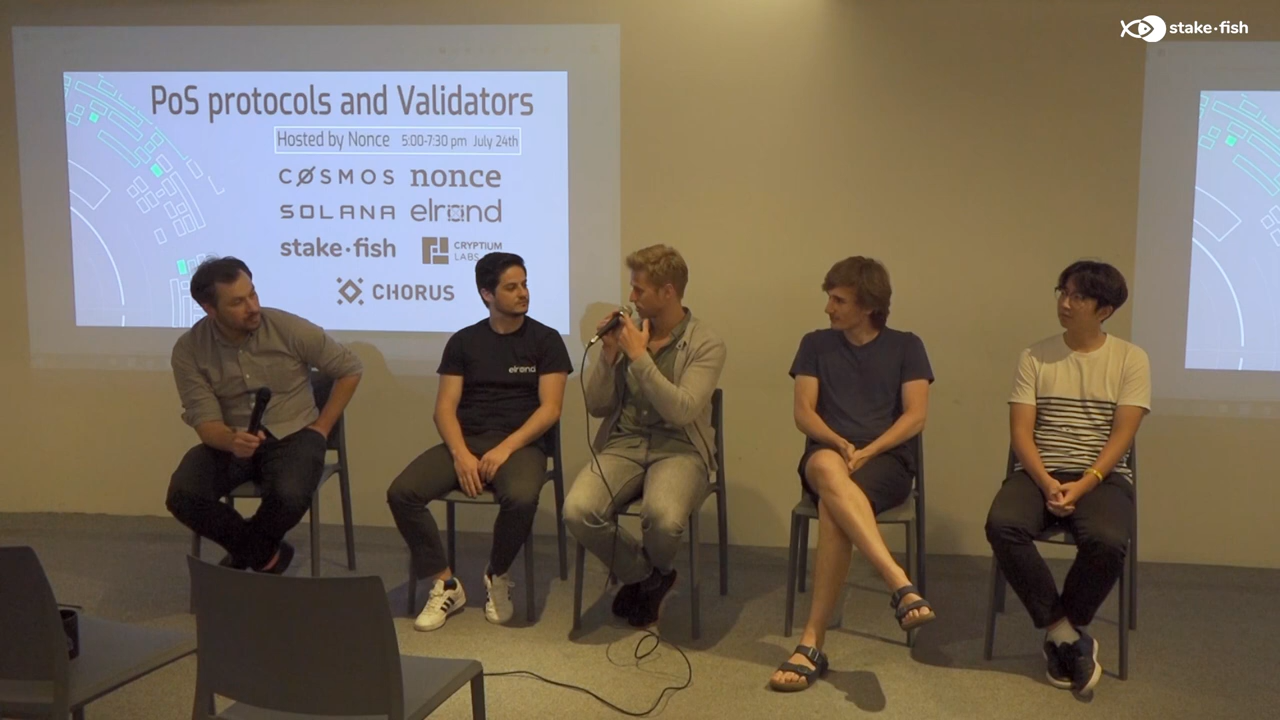 stake·fish
PoS protocols and Validators
Hosted by Nonce 5:00-7:30 pm July 24th
COSMOS nonce
SOLANA elrond
stake·fish CRYPTIUM LABS
CHORUS
elrond